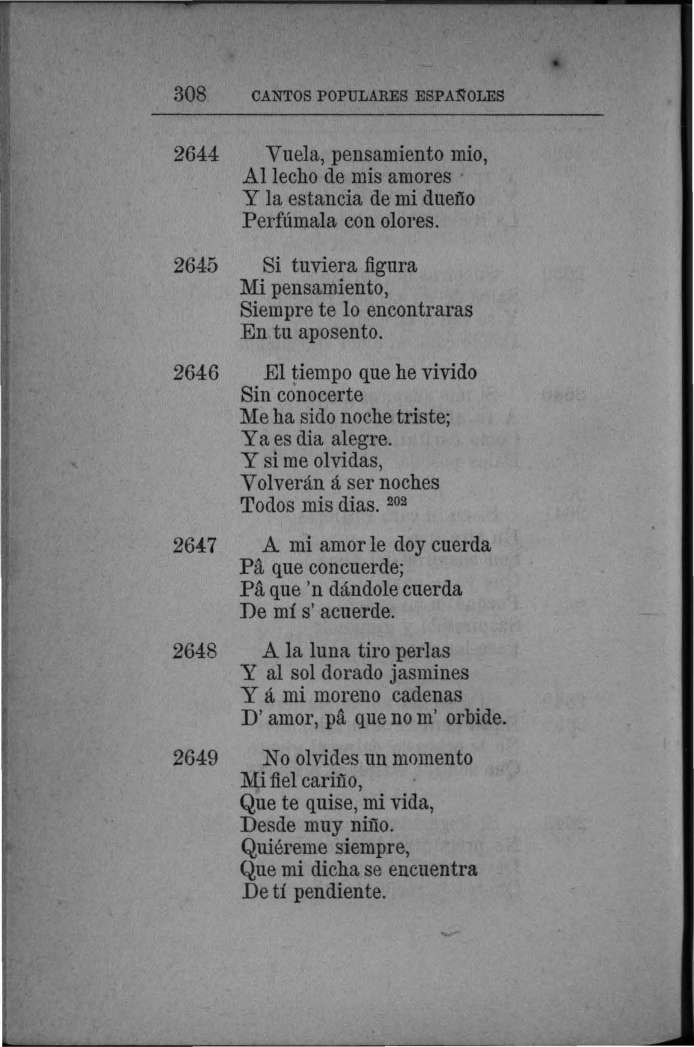 308 CANTOS POPULARES ESPAÑOLES
2644 Vuela, pensamiento mio,
Al lecho de mis amores
Y la estancia de mi dueño
Perfúmala con olores.
2645 Si tuviera figura
Mi pensamiento,
Siempre te lo encontraras
En tu aposento.
2646 El tiempo que he vivido
Sin conocerte
Me ha sido noche triste;
Ya es dia alegre.
Y si me olvidas,
Volverán á ser noches
Todos mis dias. 202
2647 A mi amor le doy cuerda
Pâ que concuerde;
Pâ que 'n dándole cuerda
De mí s' acuerde.
2648 A la luna tiro perlas
Y al sol dorado jasmines
Y á mi moreno cadenas
D' amor, pâ que no m' orbide.
2649 No olvides un momento
Mi fiel cariño,
Que te quise, mi vida,
Desde muy niño.
Quiéreme siempre,
Que mi dicha se encuentra
De tí pendiente.